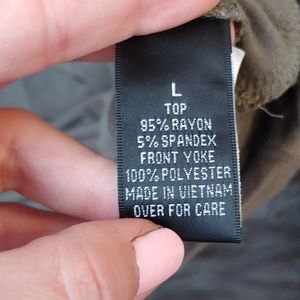 L
TOP
95% RAYON
5% SPANDEX
FRONT YOKE
100% POLYESTER
MADE IN VIETNAM
OVER FOR CARE